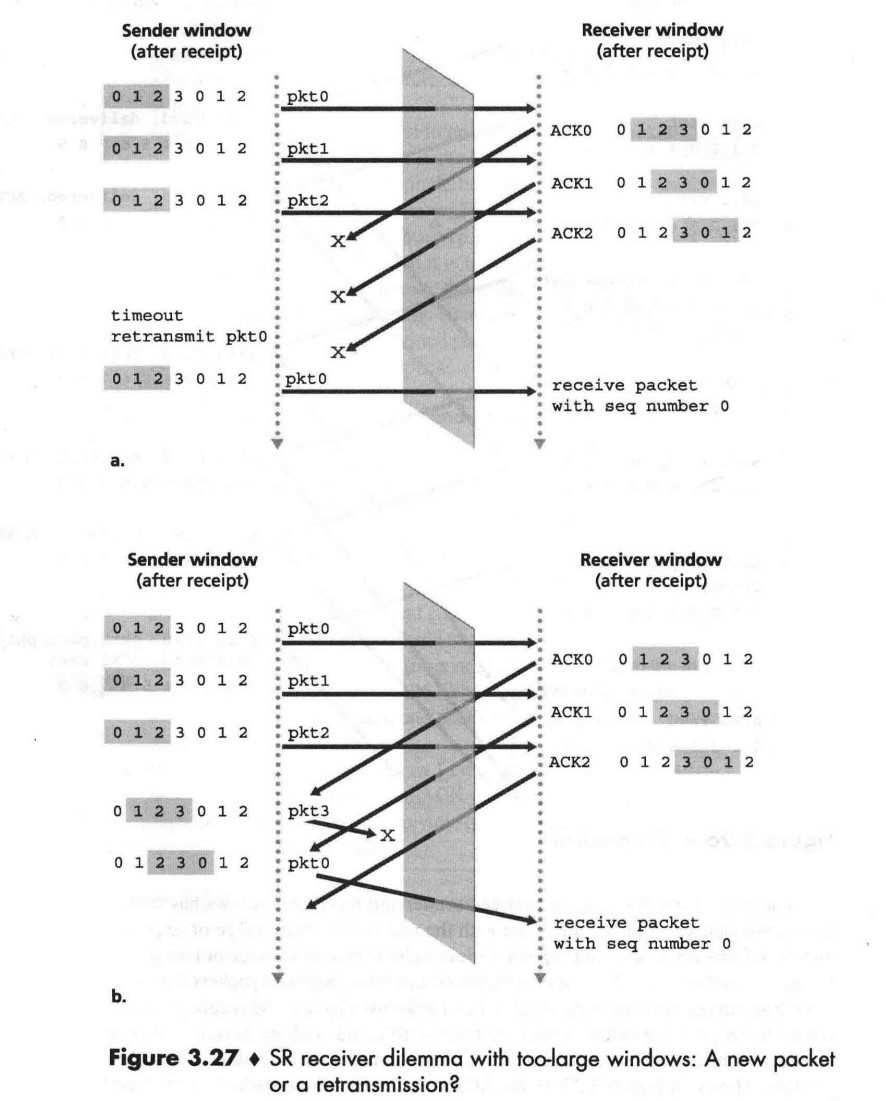 Sender window
(after receipt)
Receiver window
(after receipt)
0 1 2 3 0 1 2
pkt0
ACK0 0 1 2 3 0 1 2
0 1 2 3 0 1 2
pkt1
ACK1 0 1 2 3 0 1 2
0 1 2 3 0 1 2
pkt2
ACK2 0 1 2 3 0 1 2
X
X
X
timeout
retransmit pkt0
0 1 2 3 0 1 2
pkt0
receive packet
with seq number 0
a.
Sender window
(after receipt)
Receiver window
(after receipt)
0 1 2 3 0 1 2
pkt0
ACK0 0 1 2 3 0 1 2
0 1 2 3 0 1 2
pkt1
ACK1 0 1 2 3 0 1 2
0 1 2 3 0 1 2
pkt2
ACK2 0 1 2 3 0 1 2
0 1 2 3 0 1 2
pkt3
X
0 1 2 3 0 1 2
pkt0
receive packet
with seq number 0
b.
Figure 3.27 ♦ SR receiver dilemma with too-large windows: A new packet
or a retransmission?